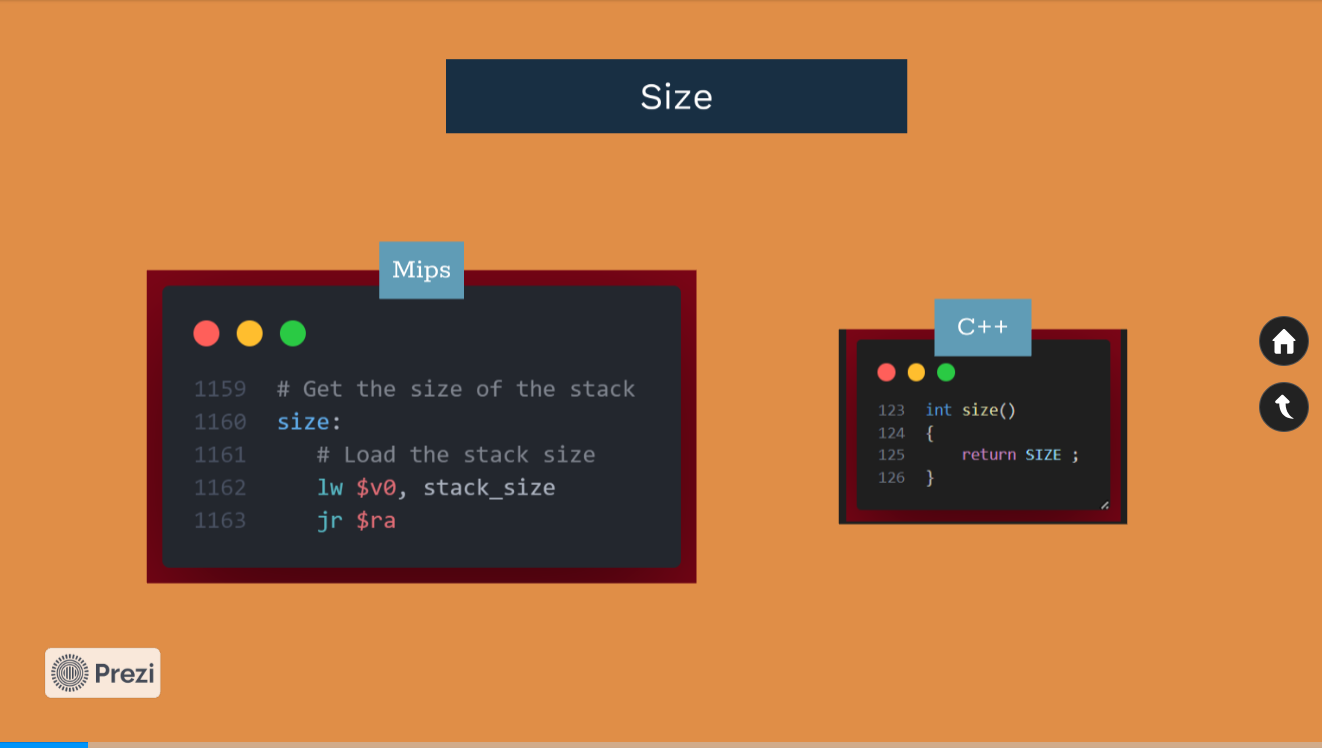 Size
Mips
1159 # Get the size of the stack
1160 size:
1161 # Load the stack size
1162 lw $v0, stack_size
1163 jr $ra
C++
123 int size()
124 {
125 return SIZE ;
126 }
Prezi